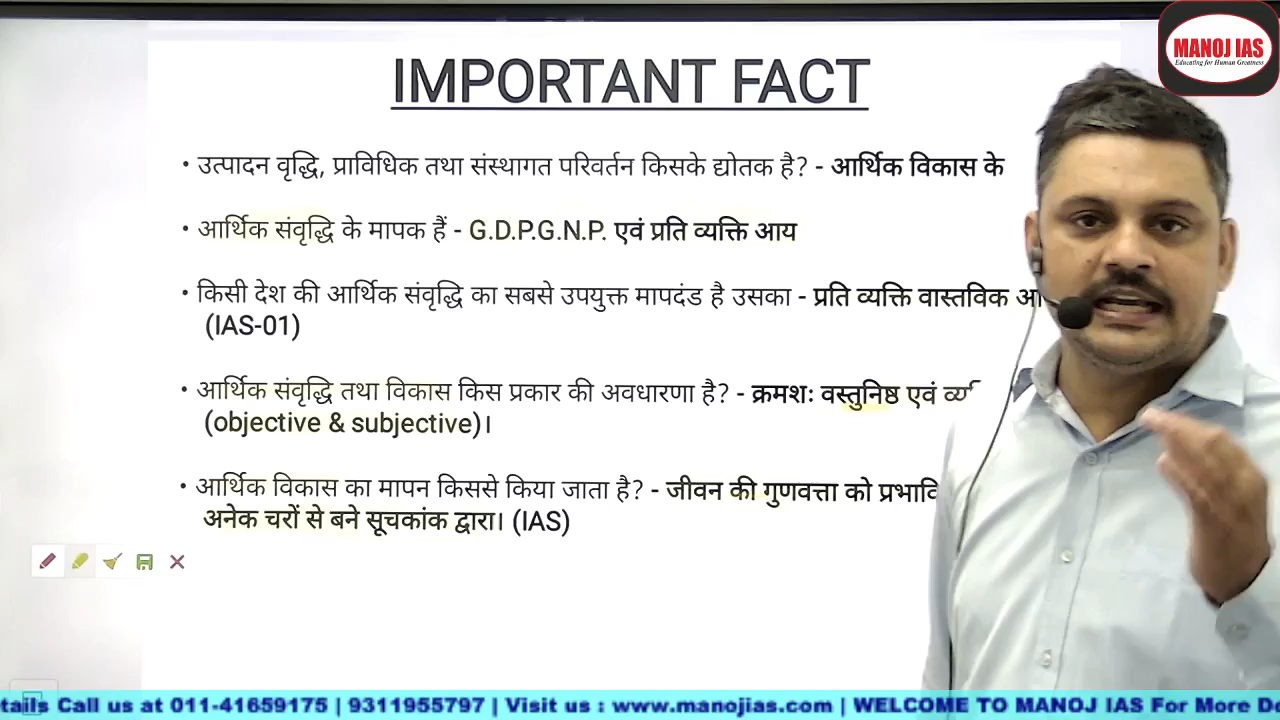 MANOJ IAS
Educating for Human Greatness
IMPORTANT FACT
• उत्पादन वृद्धि, प्राविधिक तथा संस्थागत परिवर्तन किसके द्योतक है? - आर्थिक विकास के
• आर्थिक संवृद्धि के मापक हैं - G.D.P.G.N.P. एवं प्रति व्यक्ति आय
• किसी देश की आर्थिक संवृद्धि का सबसे उपयुक्त मापदंड है उसका - प्रति व्यक्ति वास्तविक
(IAS-01)
• आर्थिक संवृद्धि तथा विकास किस प्रकार की अवधारणा है? - क्रमशः वस्तुनिष्ठ एवं
(objective & subjective)।
• आर्थिक विकास का मापन किससे किया जाता है? - जीवन की गुणवत्ता को
अनेक चरों से बने सूचकांक द्वारा। (IAS)
Call us at 011-41659175 | 9311955797 | Visit us : www.manojias.com | WELCOME TO MANOJ IAS For More